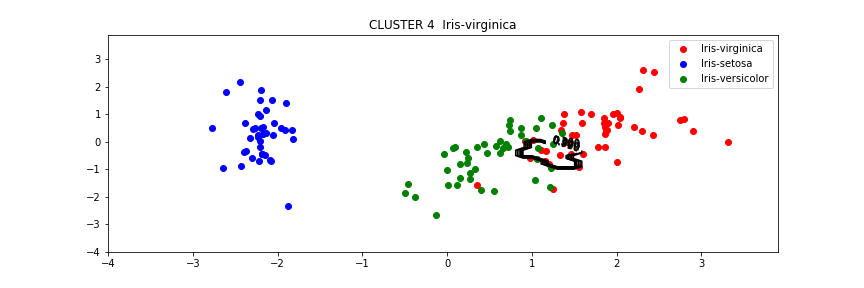 CLUSTER 4 Iris-virginica
Iris-virginica
Iris-setosa
Iris-versicolor
3
2
1
0
−1
−2
−3
−4
−4 −3 −2 −1 0 1 2 3